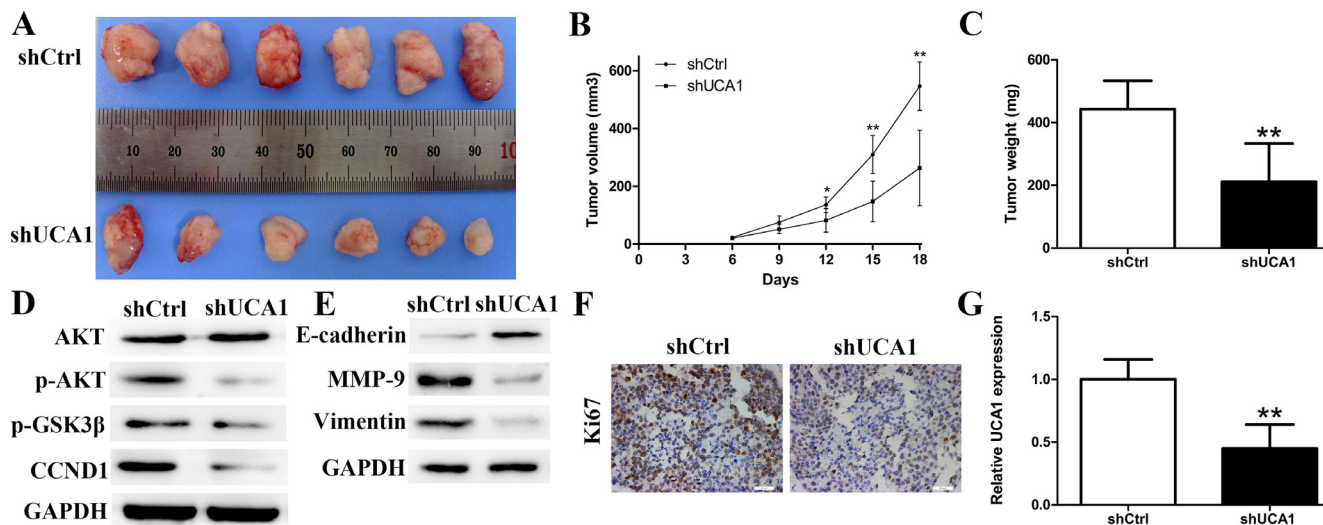 A
shCtrl
10 20 30 40 50 60 70 80 90 10
shUCA1
B
Tumor volume (mm3)
600
400
200
0
0 3 6 9 12 15 18
Days
shCtrl
shUCA1
*
**
**
C
Tumor weight (mg)
600
400
200
0
**
shCtrl shUCA1
D
shCtrl shUCA1
AKT
p-AKT
p-GSK3β
CCND1
GAPDH
E
shCtrl shUCA1
E-cadherin
MMP-9
Vimentin
GAPDH
F
shCtrl shUCA1
Ki67
G
Relative UCA1 expression
1.5
1.0
0.5
0.0
**
shCtrl shUCA1